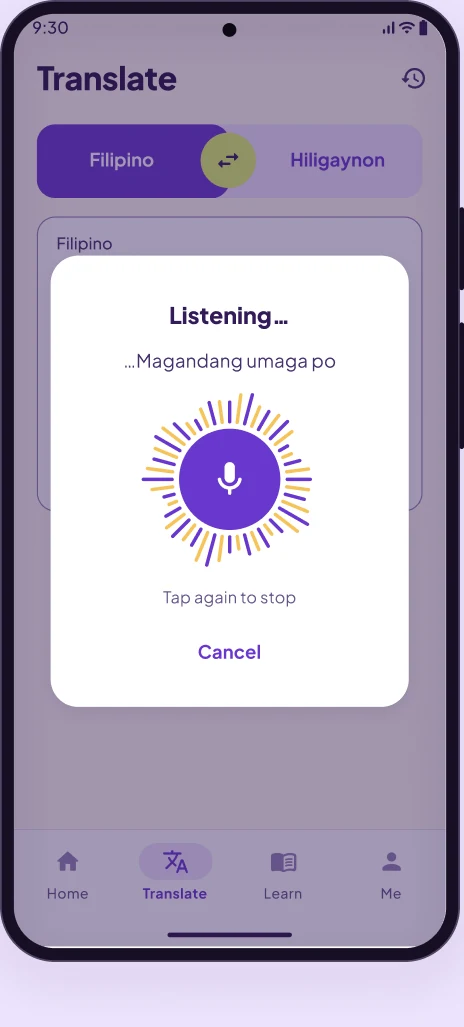 9:30
Translate
Filipino
Hiligaynon
Filipino
Listening...
...Magandang umaga po
Tap again to stop
Cancel
Home
Translate
Learn
Me